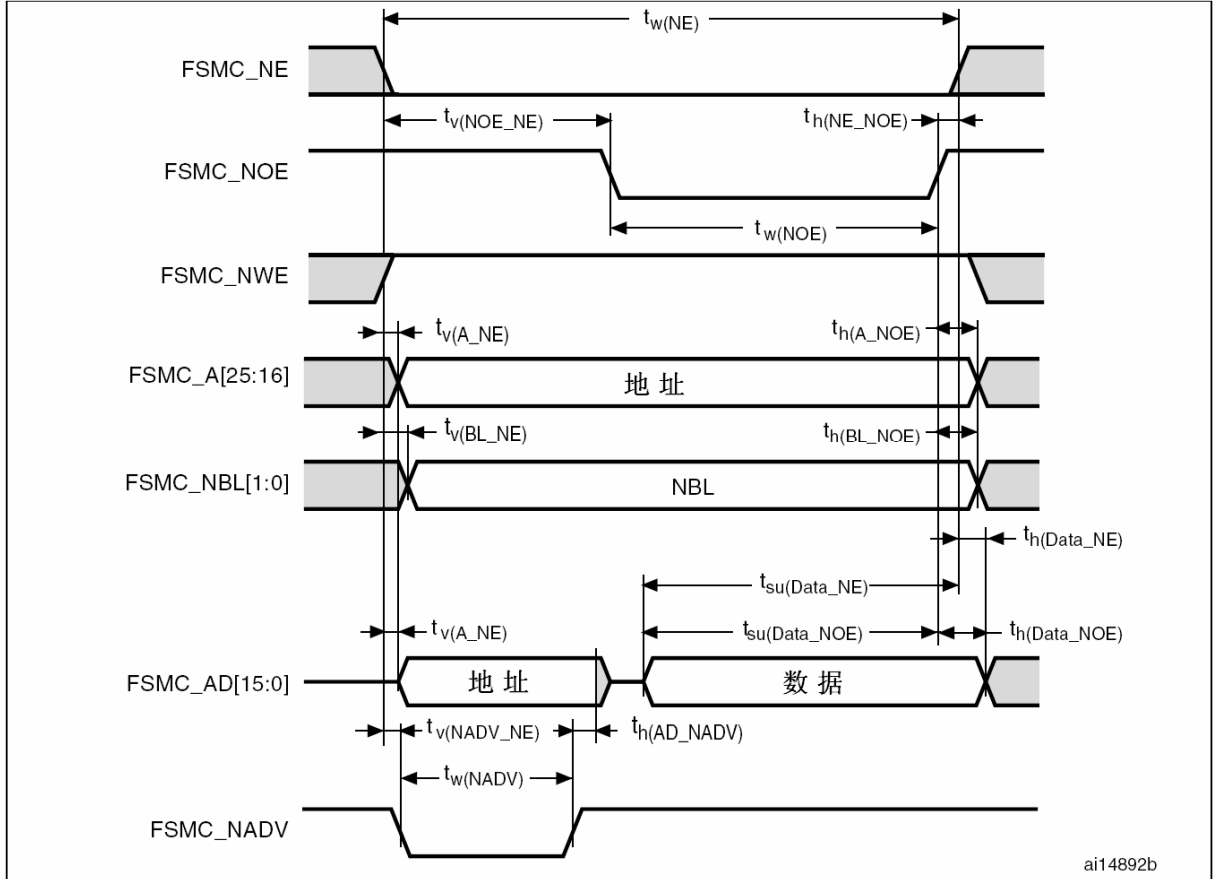 tw(NE)
FSMC_NE
tv(NOE_NE)
th(NE_NOE)
FSMC_NOE
tw(NOE)
FSMC_NWE
tv(A_NE)
th(A_NOE)
FSMC_A[25:16]
地址
tv(BL_NE)
th(BL_NOE)
FSMC_NBL[1:0]
NBL
th(Data_NE)
tsu(Data_NE)
tv(A_NE)
tsu(Data_NOE)
th(Data_NOE)
FSMC_AD[15:0]
地址
数据
tv(NADV_NE)
th(AD_NADV)
tw(NADV)
FSMC_NADV
ai14892b